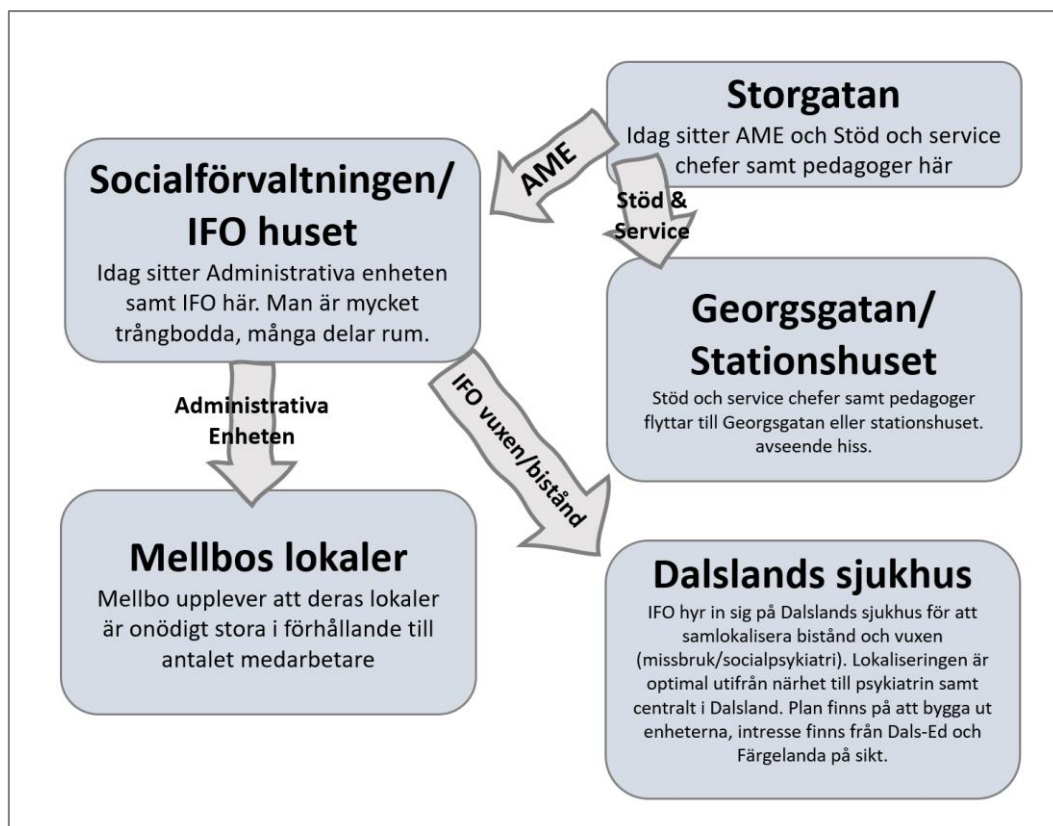 Storgatan
Idag sitter AME och Stöd och service
chefer samt pedagoger här
AME
Stöd &
Service
Socialförvaltningen/
IFO huset
Idag sitter Administrativa enheten
samt IFO här. Man är mycket
trångbodda, många delar rum.
Georgsgatan/
Stationshuset
Stöd och service chefer samt pedagoger
flyttar till Georgsgatan eller stationshuset.
avseende hiss.
Administrativa
Enheten
IFO vuxen/bistånd
Mellbos lokaler
Mellbo upplever att deras lokaler
är onödigt stora i förhållande till
antalet medarbetare
Dalslands sjukhus
IFO hyr in sig på Dalslands sjukhus för att
samlokalisera bistånd och vuxen
(missbruk/socialpsykiatri). Lokaliseringen är
optimal utifrån närhet till psykiatrin samt
centralt i Dalsland. Plan finns på att bygga ut
enheterna, intresse finns från Dals-Ed och
Färgelanda på sikt.